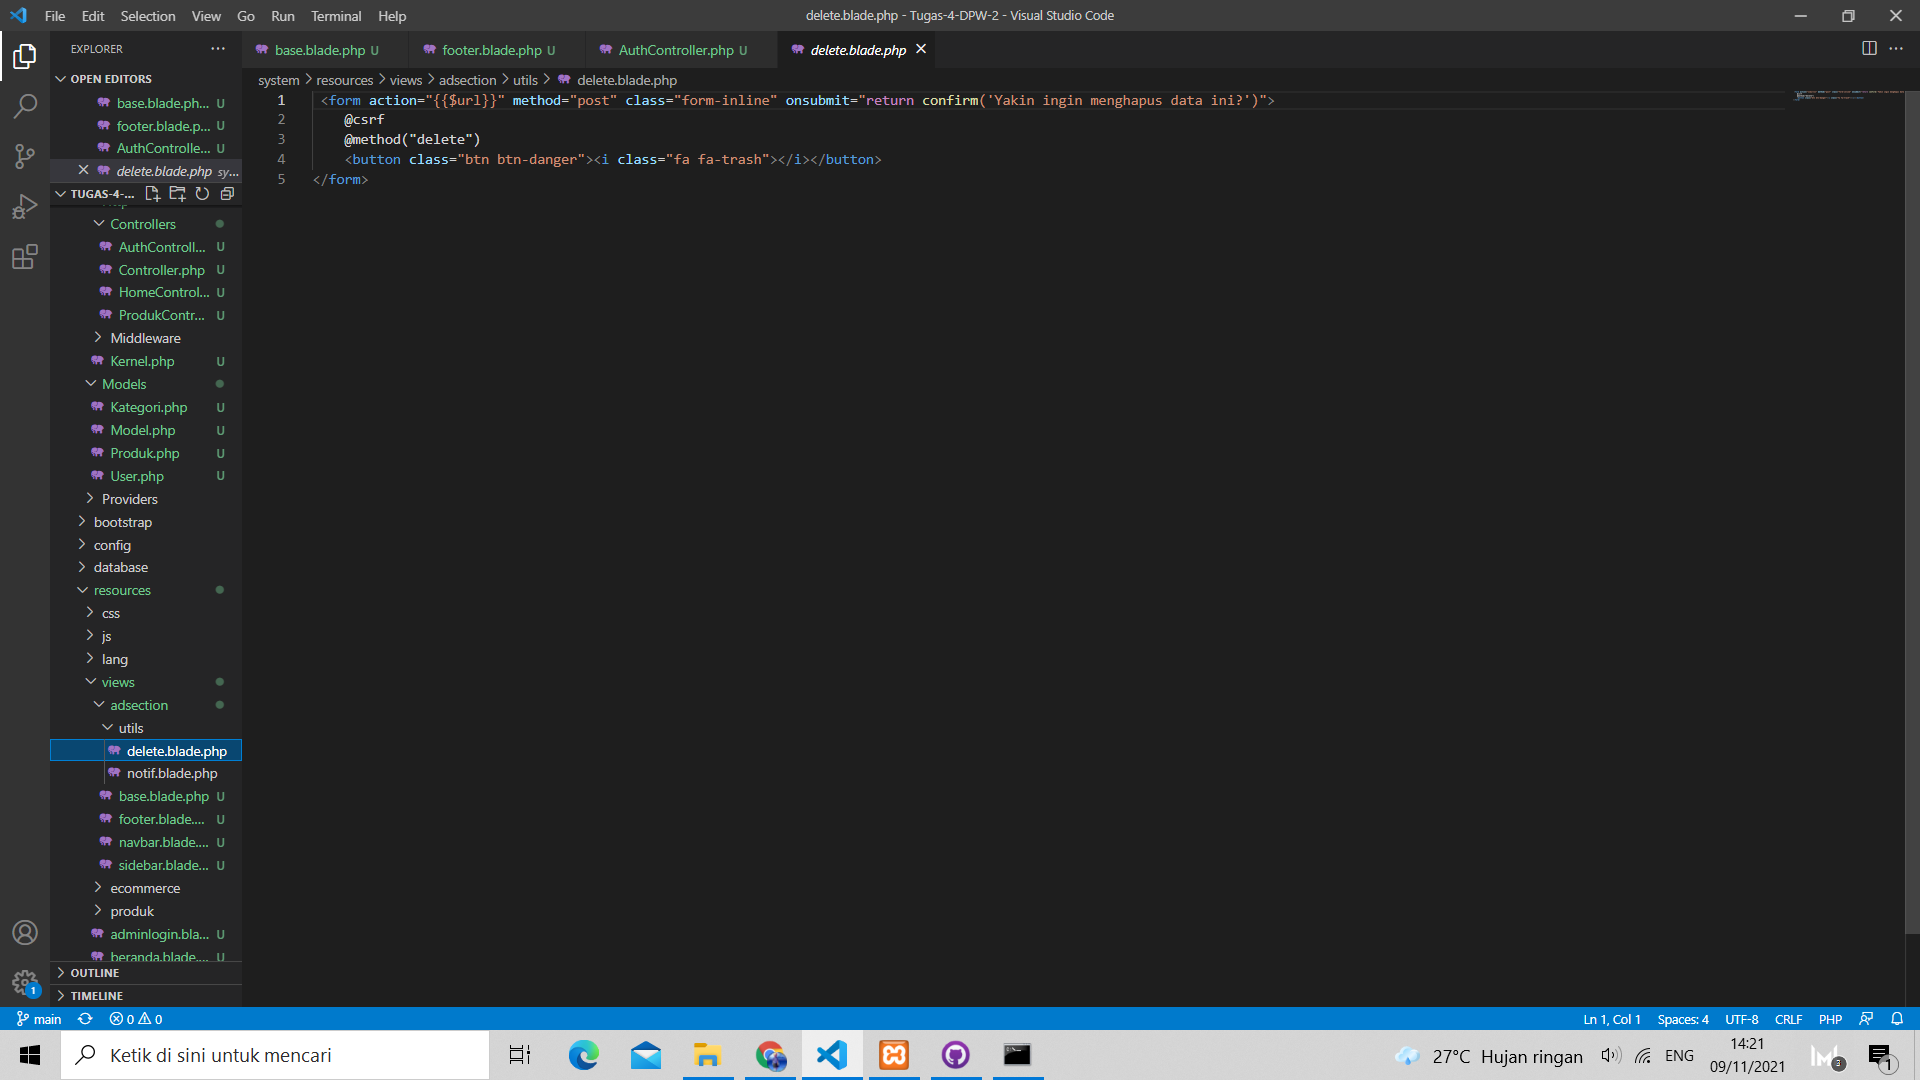 File Edit Selection View Go Run Terminal Help
delete.blade.php - Tugas-4-DPW-2 - Visual Studio Code
EXPLORER
base.blade.php U
footer.blade.php U
AuthController.php U
delete.blade.php
OPEN EDITORS
base.blade.ph... U
footer.blade.p... U
AuthControlle... U
delete.blade.php sy...
TUGAS-4-...
Controllers
AuthControll... U
Controller.php U
HomeControl... U
ProdukContr... U
Middleware
Kernel.php U
Models
Kategori.php U
Model.php U
Produk.php U
User.php U
Providers
bootstrap
config
database
resources
css
js
lang
views
adsection
utils
delete.blade.php
notif.blade.php
base.blade.php U
footer.blade.... U
navbar.blade.... U
sidebar.blade... U
ecommerce
produk
adminlogin.bla... U
beranda.blade.... U
OUTLINE
TIMELINE
system > resources > views > adsection > utils > delete.blade.php
1 <form action="{{$url}}" method="post" class="form-inline" onsubmit="return confirm('Yakin ingin menghapus data ini?')">
2 @csrf
3 @method("delete")
4 <button class="btn btn-danger"><i class="fa fa-trash"></i></button>
5 </form>
1
main 0 0
Ln 1, Col 1 Spaces: 4 UTF-8 CRLF PHP
Ketik di sini untuk mencari
27°C Hujan ringan
ENG
14:21
09/11/2021
3
1